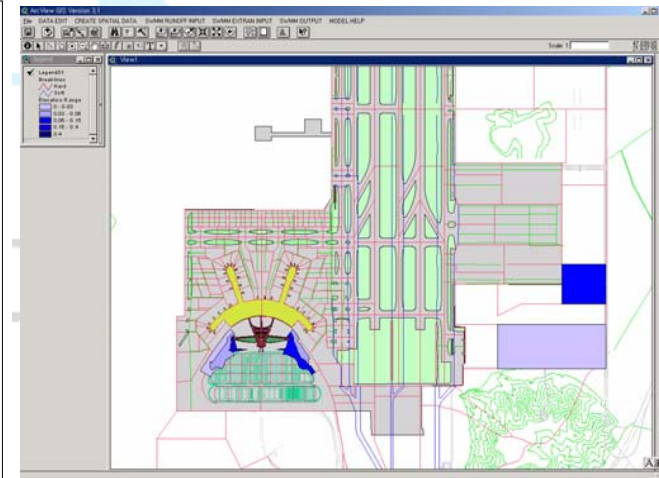 ArcView GIS Version 3.1
File DATA EDIT CREATE SPATIAL DATA SWMM RUNOFF INPUT SWMM EXTRAN INPUT SWMM OUTPUT MODEL HELP
Scale 1:
Legend
View1
Legend01
Breaklines
Hard
Soft
Elevation Range
0 - 0.02
0.02 - 0.08
0.08 - 0.15
0.15 - 0.4
0.4